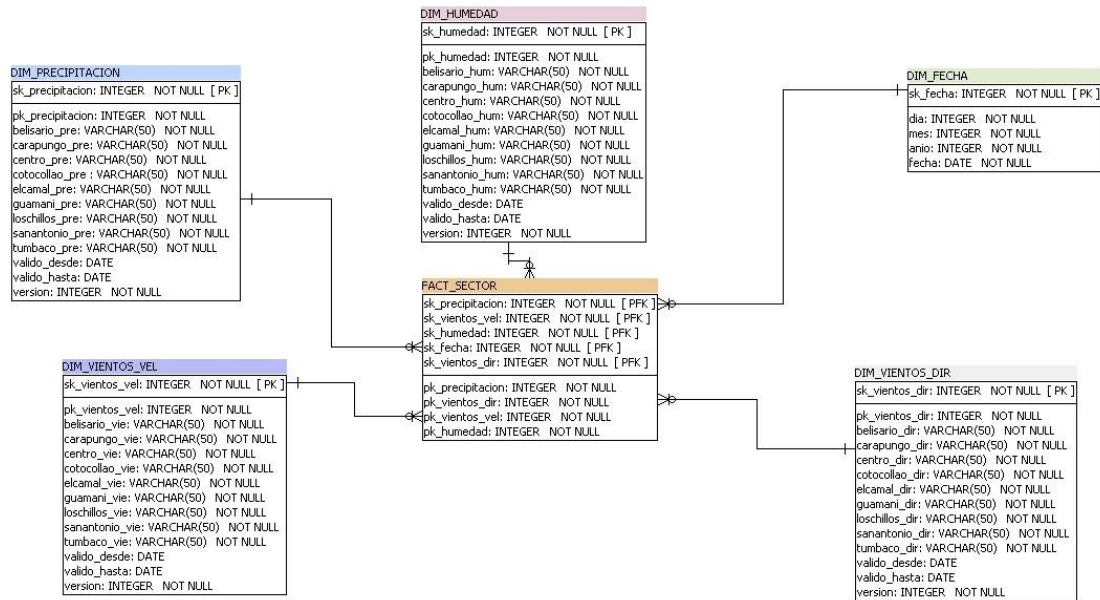 DIM_HUMEDAD
sk_humedad: INTEGER NOT NULL [ PK ]
pk_humedad: INTEGER NOT NULL
belisario_hum: VARCHAR(50) NOT NULL
carapungo_hum: VARCHAR(50) NOT NULL
centro_hum: VARCHAR(50) NOT NULL
cotocollao_hum: VARCHAR(50) NOT NULL
elcamal_hum: VARCHAR(50) NOT NULL
guamani_hum: VARCHAR(50) NOT NULL
loschillos_hum: VARCHAR(50) NOT NULL
sanantonio_hum: VARCHAR(50) NOT NULL
tumbaco_hum: VARCHAR(50) NOT NULL
valido_desde: DATE
valido_hasta: DATE
version: INTEGER NOT NULL
DIM_PRECIPITACION
sk_precipitacion: INTEGER NOT NULL [ PK ]
pk_precipitacion: INTEGER NOT NULL
belisario_pre: VARCHAR(50) NOT NULL
carapungo_pre: VARCHAR(50) NOT NULL
centro_pre: VARCHAR(50) NOT NULL
cotocollao_pre : VARCHAR(50) NOT NULL
elcamal_pre: VARCHAR(50) NOT NULL
guamani_pre: VARCHAR(50) NOT NULL
loschillos_pre: VARCHAR(50) NOT NULL
sanantonio_pre: VARCHAR(50) NOT NULL
tumbaco_pre: VARCHAR(50) NOT NULL
valido_desde: DATE
valido_hasta: DATE
version: INTEGER NOT NULL
DIM_FECHA
sk_fecha: INTEGER NOT NULL [ PK ]
dia: INTEGER NOT NULL
mes: INTEGER NOT NULL
anio: INTEGER NOT NULL
fecha: DATE NOT NULL
FACT_SECTOR
sk_precipitacion: INTEGER NOT NULL [ PFK ]
sk_vientos_vel: INTEGER NOT NULL [ PFK ]
sk_humedad: INTEGER NOT NULL [ PFK ]
sk_fecha: INTEGER NOT NULL [ PFK ]
sk_vientos_dir: INTEGER NOT NULL [ PFK ]
pk_precipitacion: INTEGER NOT NULL
pk_vientos_dir: INTEGER NOT NULL
pk_vientos_vel: INTEGER NOT NULL
pk_humedad: INTEGER NOT NULL
DIM_VIENTOS_VEL
sk_vientos_vel: INTEGER NOT NULL [ PK ]
pk_vientos_vel: INTEGER NOT NULL
belisario_vie: VARCHAR(50) NOT NULL
carapungo_vie: VARCHAR(50) NOT NULL
centro_vie: VARCHAR(50) NOT NULL
cotocollao_vie: VARCHAR(50) NOT NULL
elcamal_vie: VARCHAR(50) NOT NULL
guamani_vie: VARCHAR(50) NOT NULL
loschillos_vie: VARCHAR(50) NOT NULL
sanantonio_vie: VARCHAR(50) NOT NULL
tumbaco_vie: VARCHAR(50) NOT NULL
valido_desde: DATE
valido_hasta: DATE
version: INTEGER NOT NULL
DIM_VIENTOS_DIR
sk_vientos_dir: INTEGER NOT NULL [ PK ]
pk_vientos_dir: INTEGER NOT NULL
belisario_dir: VARCHAR(50) NOT NULL
carapungo_dir: VARCHAR(50) NOT NULL
centro_dir: VARCHAR(50) NOT NULL
cotocollao_dir: VARCHAR(50) NOT NULL
elcamal_dir: VARCHAR(50) NOT NULL
guamani_dir: VARCHAR(50) NOT NULL
loschillos_dir: VARCHAR(50) NOT NULL
sanantonio_dir: VARCHAR(50) NOT NULL
tumbaco_dir: VARCHAR(50) NOT NULL
valido_desde: DATE
valido_hasta: DATE
version: INTEGER NOT NULL